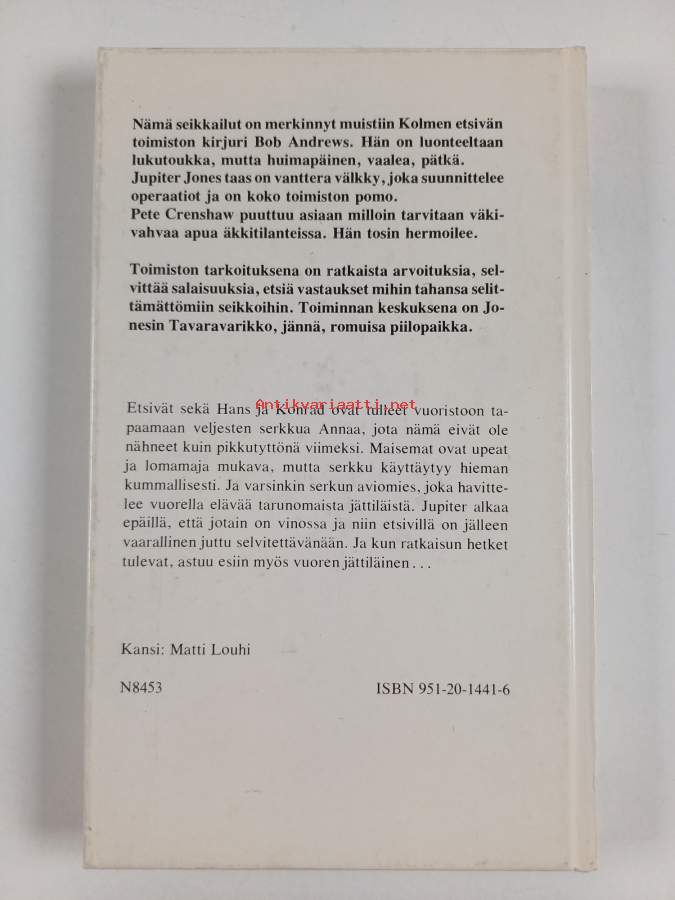 Nämä seikkailut on merkinnyt muistiin Kolmen etsivän
toimiston kirjuri Bob Andrews. Hän on luonteeltaan
lukutoukka, mutta huimapäinen, vaalea, pätkä.
Jupiter Jones taas on vanttera välkky, joka suunnittelee
operaatiot ja on koko toimiston pomo.
Pete Crenshaw puuttuu asiaan milloin tarvitaan väki-
vahvaa apua äkkitilanteissa. Hän tosin hermoilee.
Toimiston tarkoituksena on ratkaista arvoituksia, sel-
vittää salaisuuksia, etsiä vastaukset mihin tahansa selit-
tämättömiin seikkoihin. Toiminnan keskuksena on Jo-
nesin Tavaravarikko, jännä, romuisa piilopaikka.
Antikvariaatti.net
Etsivät sekä Hans ja Konrad ovat tulleet vuoristoon ta-
paamaan veljesten serkkua Annaa, jota nämä eivät ole
nähneet kuin pikkutyttönä viimeksi. Maisemat ovat upeat
ja lomamaja mukava, mutta serkku käyttäytyy hieman
kummallisesti. Ja varsinkin serkun aviomies, joka havitte-
lee vuorella elävää tarunomaista jättiläistä. Jupiter alkaa
epäillä, että jotain on vinossa ja niin etsivillä on jälleen
vaarallinen juttu selvitettävänään. Ja kun ratkaisun hetket
tulevat, astuu esiin myös vuoren jättiläinen...
Kansi: Matti Louhi
N8453 ISBN 951-20-1441-6